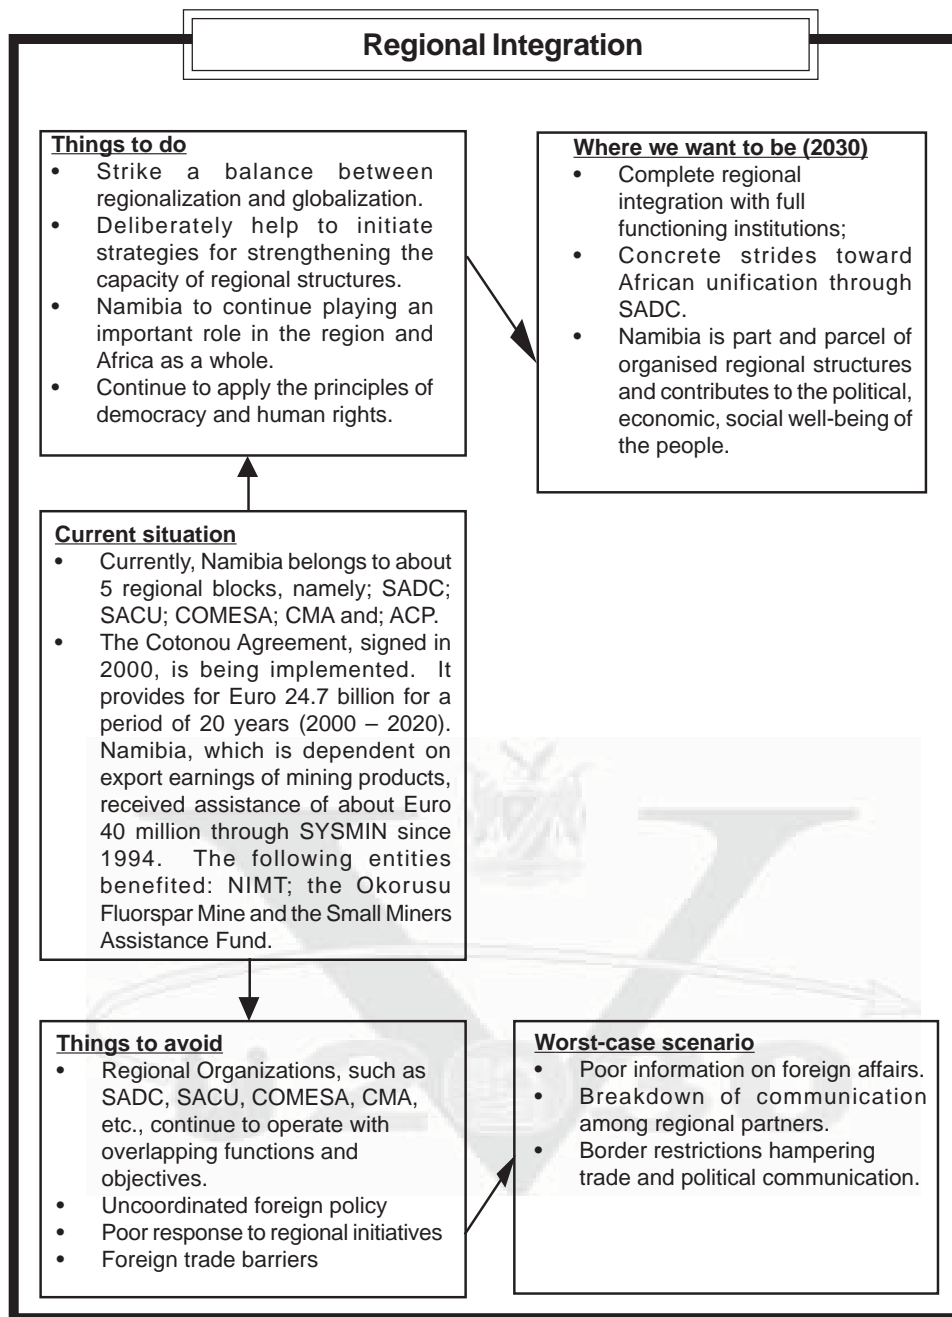 Regional Integration
Things to do
• Strike a balance between
regionalization and globalization.
• Deliberately help to initiate
strategies for strengthening the
capacity of regional structures.
• Namibia to continue playing an
important role in the region and
Africa as a whole.
• Continue to apply the principles of
democracy and human rights.
Where we want to be (2030)
• Complete regional
integration with full
functioning institutions;
• Concrete strides toward
African unification through
SADC.
• Namibia is part and parcel of
organised regional structures
and contributes to the political,
economic, social well-being of
the people.
Current situation
• Currently, Namibia belongs to about
5 regional blocks, namely; SADC;
SACU; COMESA; CMA and; ACP.
• The Cotonou Agreement, signed in
2000, is being implemented. It
provides for Euro 24.7 billion for a
period of 20 years (2000 – 2020).
Namibia, which is dependent on
export earnings of mining products,
received assistance of about Euro
40 million through SYSMIN since
1994. The following entities
benefited: NIMT; the Okorusu
Fluorspar Mine and the Small Miners
Assistance Fund.
Things to avoid
• Regional Organizations, such as
SADC, SACU, COMESA, CMA,
etc., continue to operate with
overlapping functions and
objectives.
• Uncoordinated foreign policy
• Poor response to regional initiatives
• Foreign trade barriers
Worst-case scenario
• Poor information on foreign affairs.
• Breakdown of communication
among regional partners.
• Border restrictions hampering
trade and political communication.